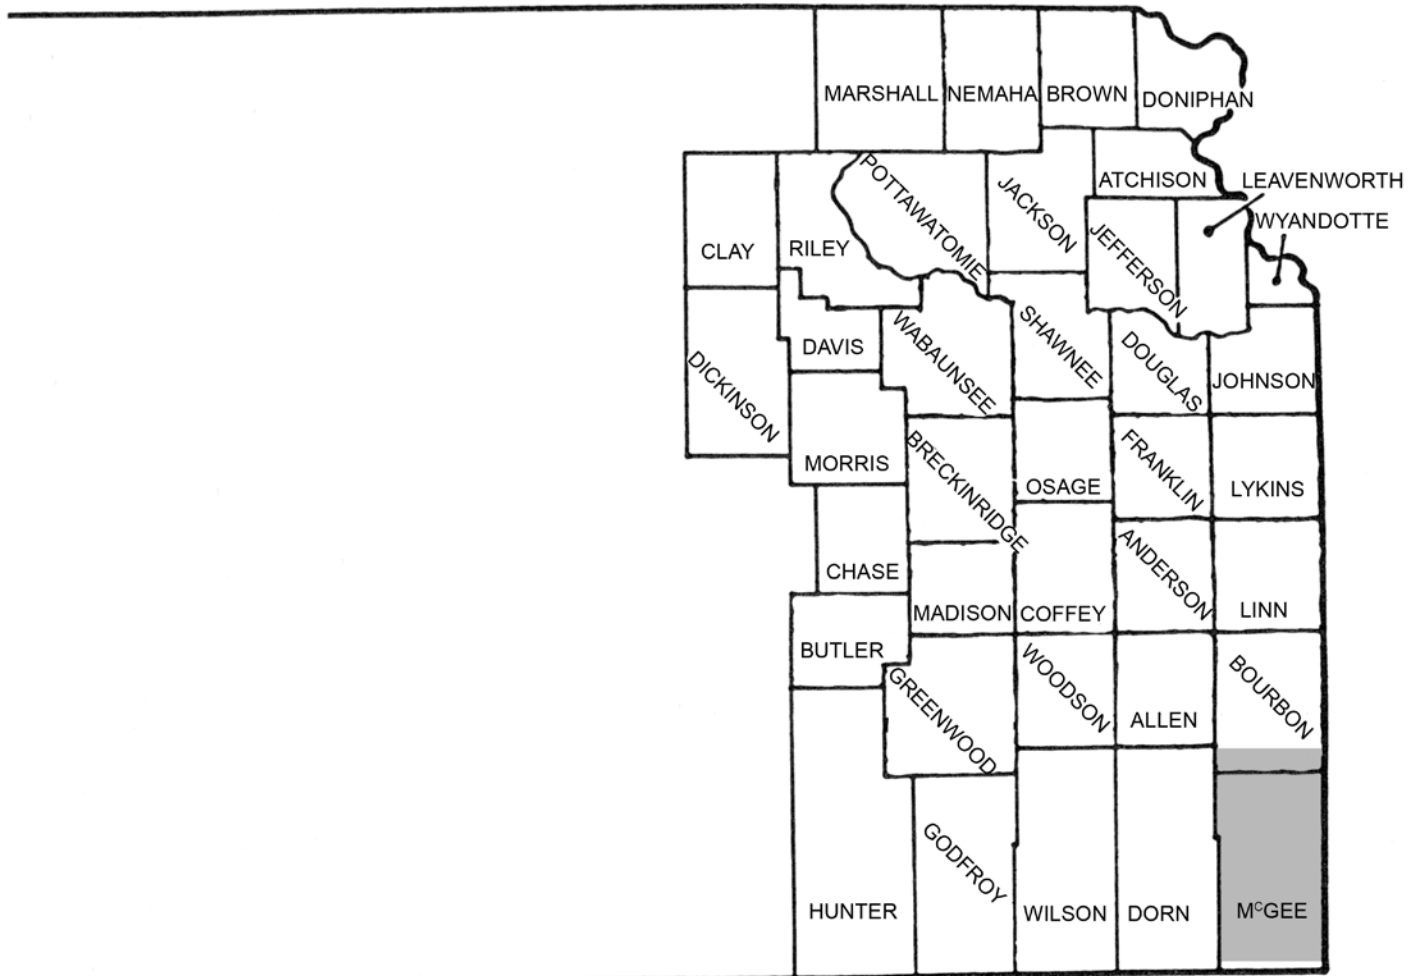 MARSHALL
NEMAHA
BROWN
DONIPHAN
POTTAWATOMIE
JACKSON
ATCHISON
LEAVENWORTH
WYANDOTTE
CLAY
RILEY
JEFFERSON
DICKINSON
DAVIS
WABAUNSEE
SHAWNEE
DOUGLAS
JOHNSON
MORRIS
BRECKINRIDGE
OSAGE
FRANKLIN
LYKINS
CHASE
MADISON
COFFEY
ANDERSON
LINN
BUTLER
GREENWOOD
WOODSON
ALLEN
BOURBON
HUNTER
GODFROY
WILSON
DORN
McGEE